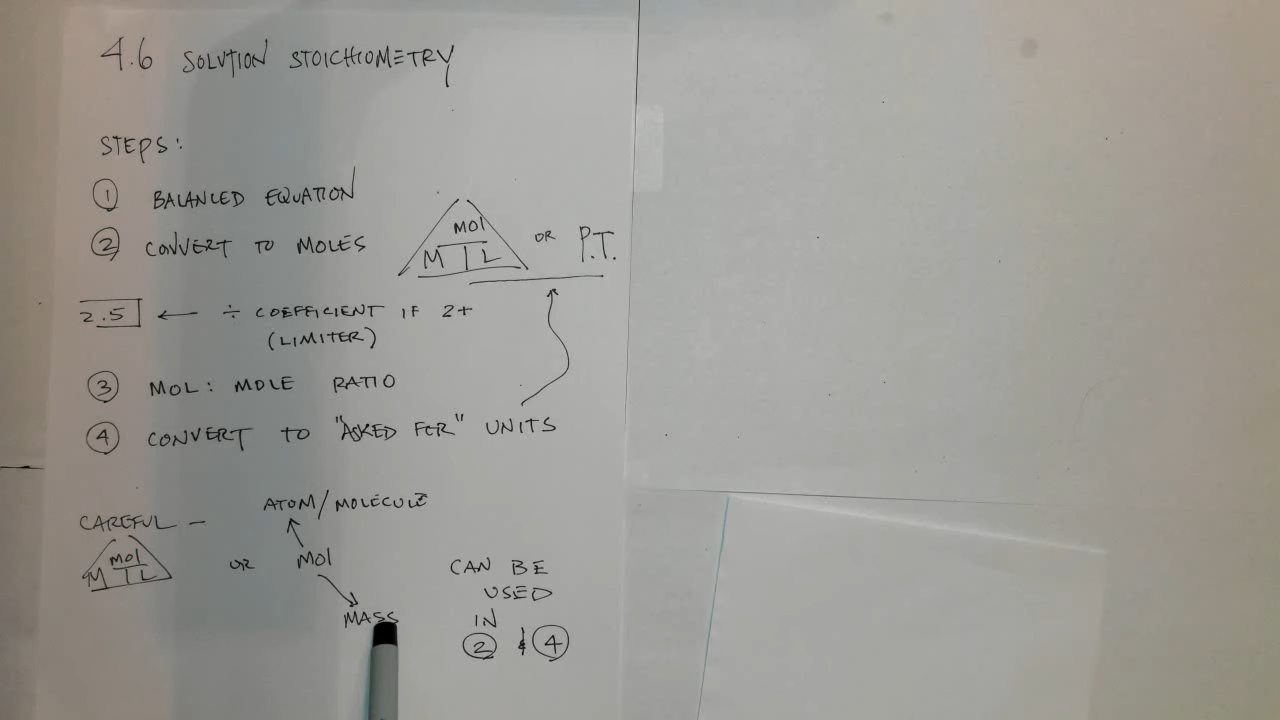 4.6 SOLUTION STOICHIOMETRY
STEPS:
① BALANCED EQUATION
② CONVERT TO MOLES
mol
M | L
OR P.T.
2.5 ← ÷ COEFFICIENT IF 2+
(LIMITER)
③ MOL: MOLE RATIO
④ CONVERT TO "ASKED FOR" UNITS
CAREFUL -
mol
M | L
OR
ATOM/MOLECULE
mol
MASS
CAN BE
USED
IN
② & ④